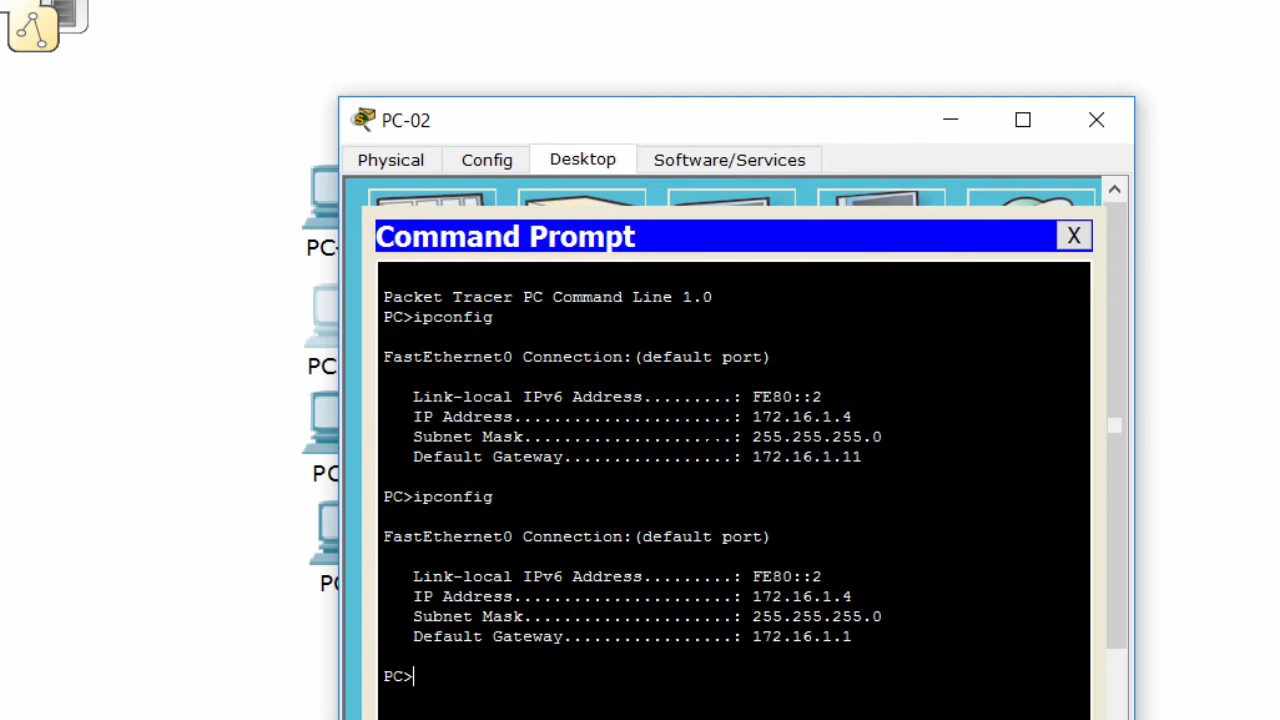 PC-02
Physical Config Desktop Software/Services
Command Prompt X
Packet Tracer PC Command Line 1.0
PC>ipconfig
FastEthernet0 Connection:(default port)
Link-local IPv6 Address.........: FE80::2
IP Address......................: 172.16.1.4
Subnet Mask.....................: 255.255.255.0
Default Gateway.................: 172.16.1.11
PC>ipconfig
FastEthernet0 Connection:(default port)
Link-local IPv6 Address.........: FE80::2
IP Address......................: 172.16.1.4
Subnet Mask.....................: 255.255.255.0
Default Gateway.................: 172.16.1.1
PC>
PC-
PC
PC
PC